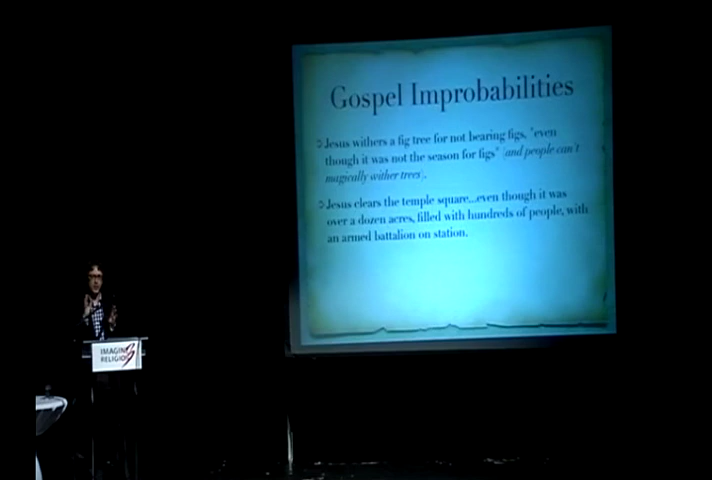 Gospel Improbabilities
Jesus withers a fig tree for not bearing figs, "even
though it was not the season for figs" (and people can't
magically wither trees).
Jesus clears the temple square...even though it was
over a dozen acres, filled with hundreds of people, with
an armed battalion on station.
IMAGINE
RELIGION 3